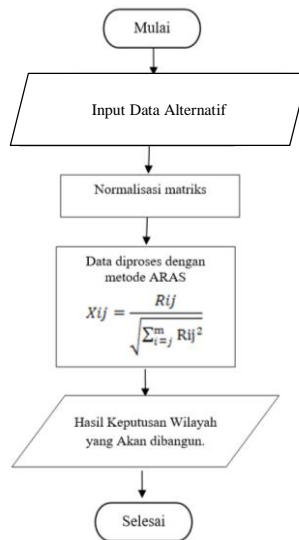 Mulai
Input Data Alternatif
Normalisasi matriks
Data diproses dengan
metode ARAS
Xij = Rij / √(∑_{i=j}^{m} Rij²)
Hasil Keputusan Wilayah
yang Akan dibangun.
Selesai